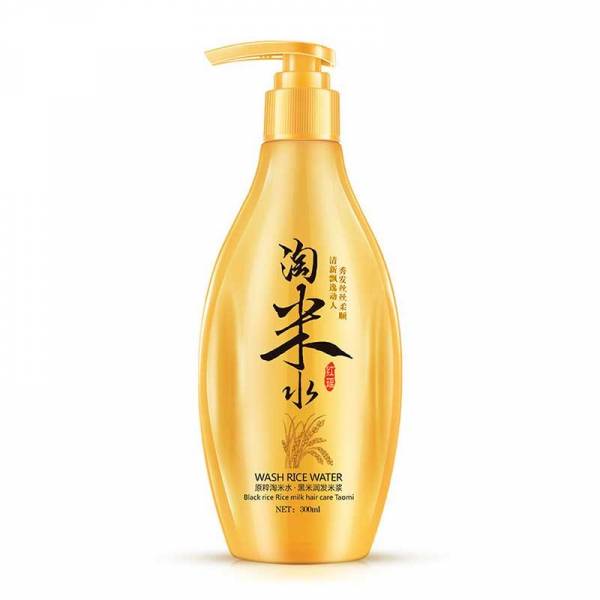 淘米水
秀发丝丝柔顺
清新飘逸动人
红瑶
WASH RICE WATER
原粹淘米水·黑米润发米浆
Black rice Rice milk hair care Taomi
NET：300ml